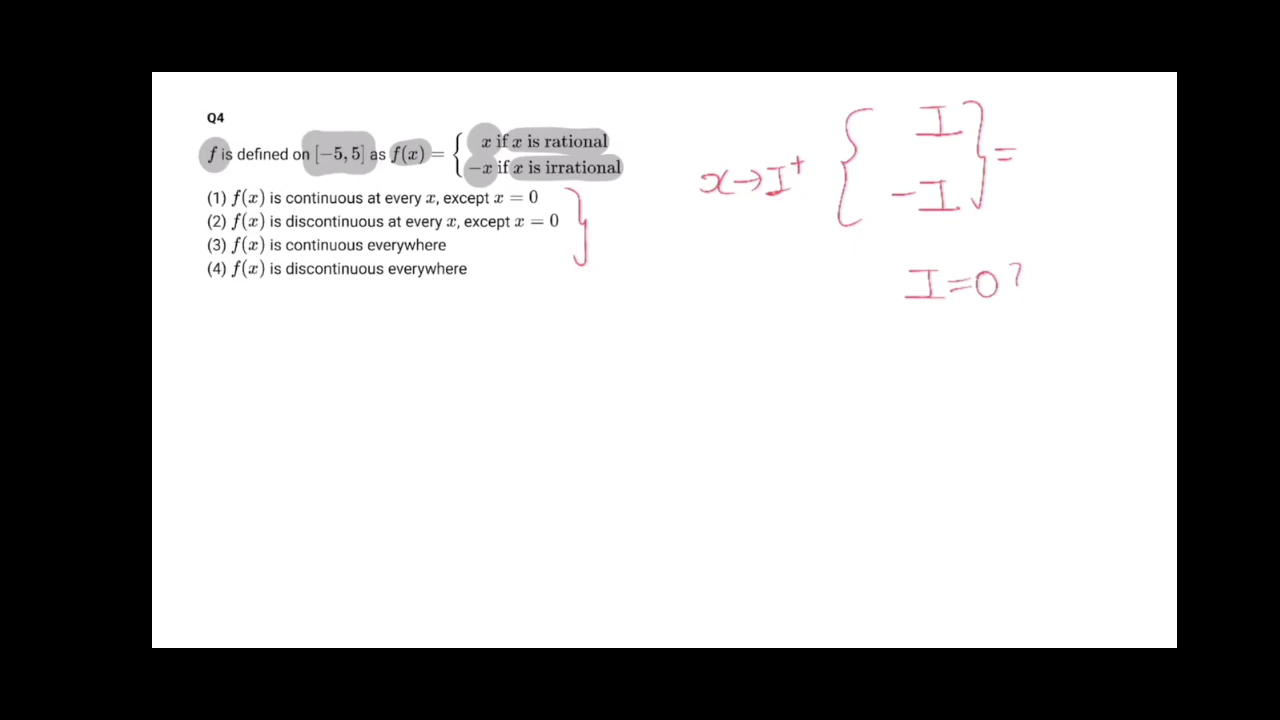 Q4
f is defined on [−5, 5] as f(x) = { x if x is rational
−x if x is irrational
(1) f(x) is continuous at every x, except x = 0
(2) f(x) is discontinuous at every x, except x = 0
(3) f(x) is continuous everywhere
(4) f(x) is discontinuous everywhere
x→I⁺ { I
−I } =
I=0?